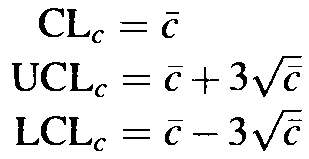 CL_c = c̄
UCL_c = c̄ + 3√c̄
LCL_c = c̄ − 3√c̄